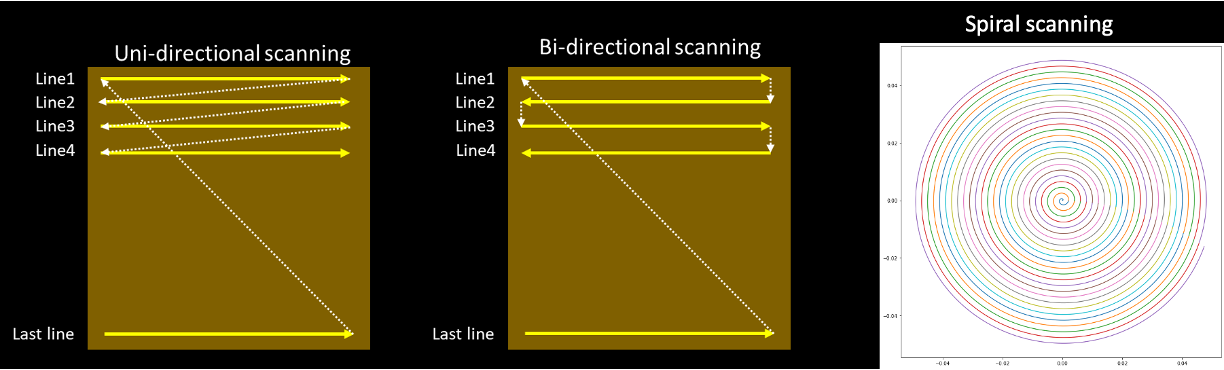 Uni-directional scanning
Line1
Line2
Line3
Line4
Last line
Bi-directional scanning
Line1
Line2
Line3
Line4
Last line
Spiral scanning
0.04
0.02
0.00
−0.02
−0.04
−0.02
0.00
0.02
0.04